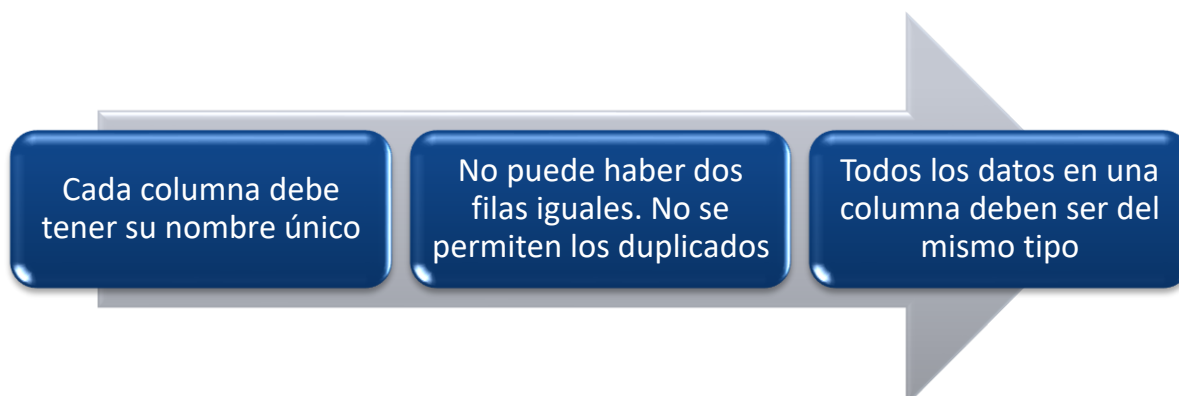 Cada columna debe
tener su nombre único
No puede haber dos
filas iguales. No se
permiten los duplicados
Todos los datos en una
columna deben ser del
mismo tipo